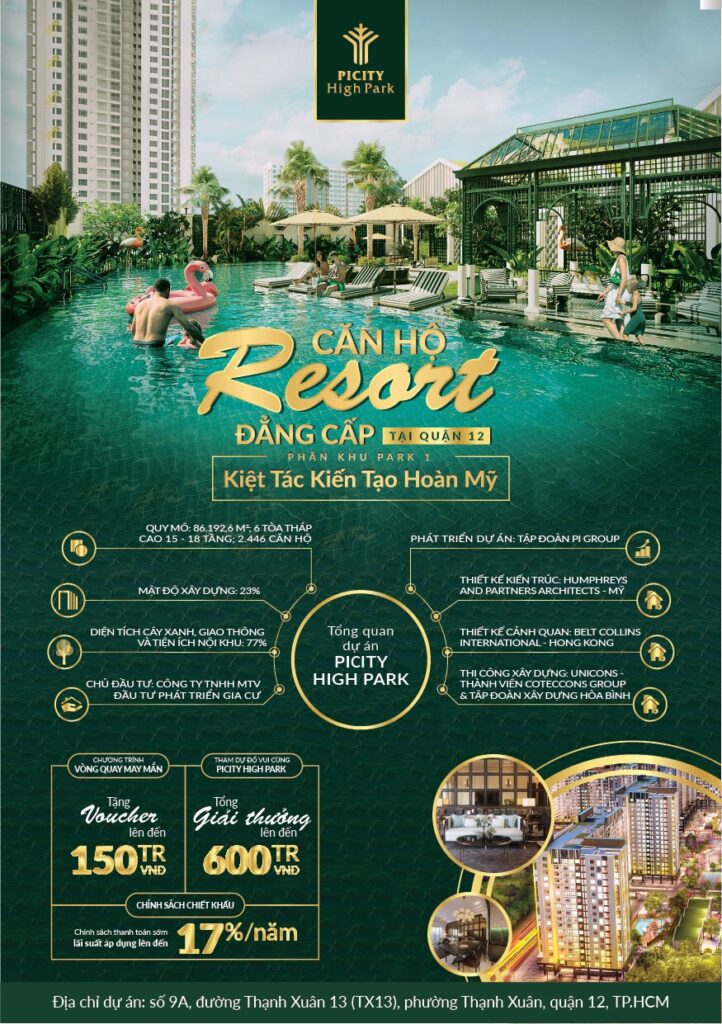 PICITY
High Park
CĂN HỘ
Resort
ĐẲNG CẤP TẠI QUẬN 12
PHÂN KHU PARK 1
Kiệt Tác Kiến Tạo Hoàn Mỹ
QUY MÔ: 86.192,6 M²; 6 TÒA THÁP
CAO 15 - 18 TẦNG; 2.446 CĂN HỘ
MẬT ĐỘ XÂY DỰNG: 23%
DIỆN TÍCH CÂY XANH, GIAO THÔNG
VÀ TIỆN ÍCH NỘI KHU: 77%
CHỦ ĐẦU TƯ: CÔNG TY TNHH MTV
ĐẦU TƯ PHÁT TRIỂN GIA CƯ
Tổng quan
dự án
PICITY
HIGH PARK
PHÁT TRIỂN DỰ ÁN: TẬP ĐOÀN PI GROUP
THIẾT KẾ KIẾN TRÚC: HUMPHREYS
AND PARTNERS ARCHITECTS - MỸ
THIẾT KẾ CẢNH QUAN: BELT COLLINS
INTERNATIONAL - HONG KONG
THI CÔNG XÂY DỰNG: UNICONS -
THÀNH VIÊN COTECCONS GROUP
& TẬP ĐOÀN XÂY DỰNG HÒA BÌNH
CHƯƠNG TRÌNH
VÒNG QUAY MAY MẮN
Tặng
Voucher
lên đến
150 TR
VNĐ
THAM DỰ ĐỐ VUI CÙNG
PICITY HIGH PARK
Tổng
Giải thưởng
lên đến
600 TR
VNĐ
CHÍNH SÁCH CHIẾT KHẤU
Chính sách thanh toán sớm
lãi suất áp dụng lên đến
17%/năm
Địa chỉ dự án: số 9A, đường Thạnh Xuân 13 (TX13), phường Thạnh Xuân, quận 12, TP.HCM